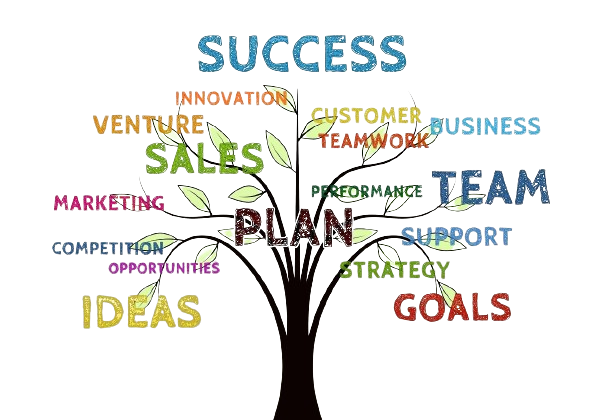 SUCCESS
INNOVATION
CUSTOMER
VENTURE
BUSINESS
TEAMWORK
SALES
PERFORMANCE
TEAM
MARKETING
PLAN
SUPPORT
COMPETITION
OPPORTUNITIES
STRATEGY
IDEAS
GOALS